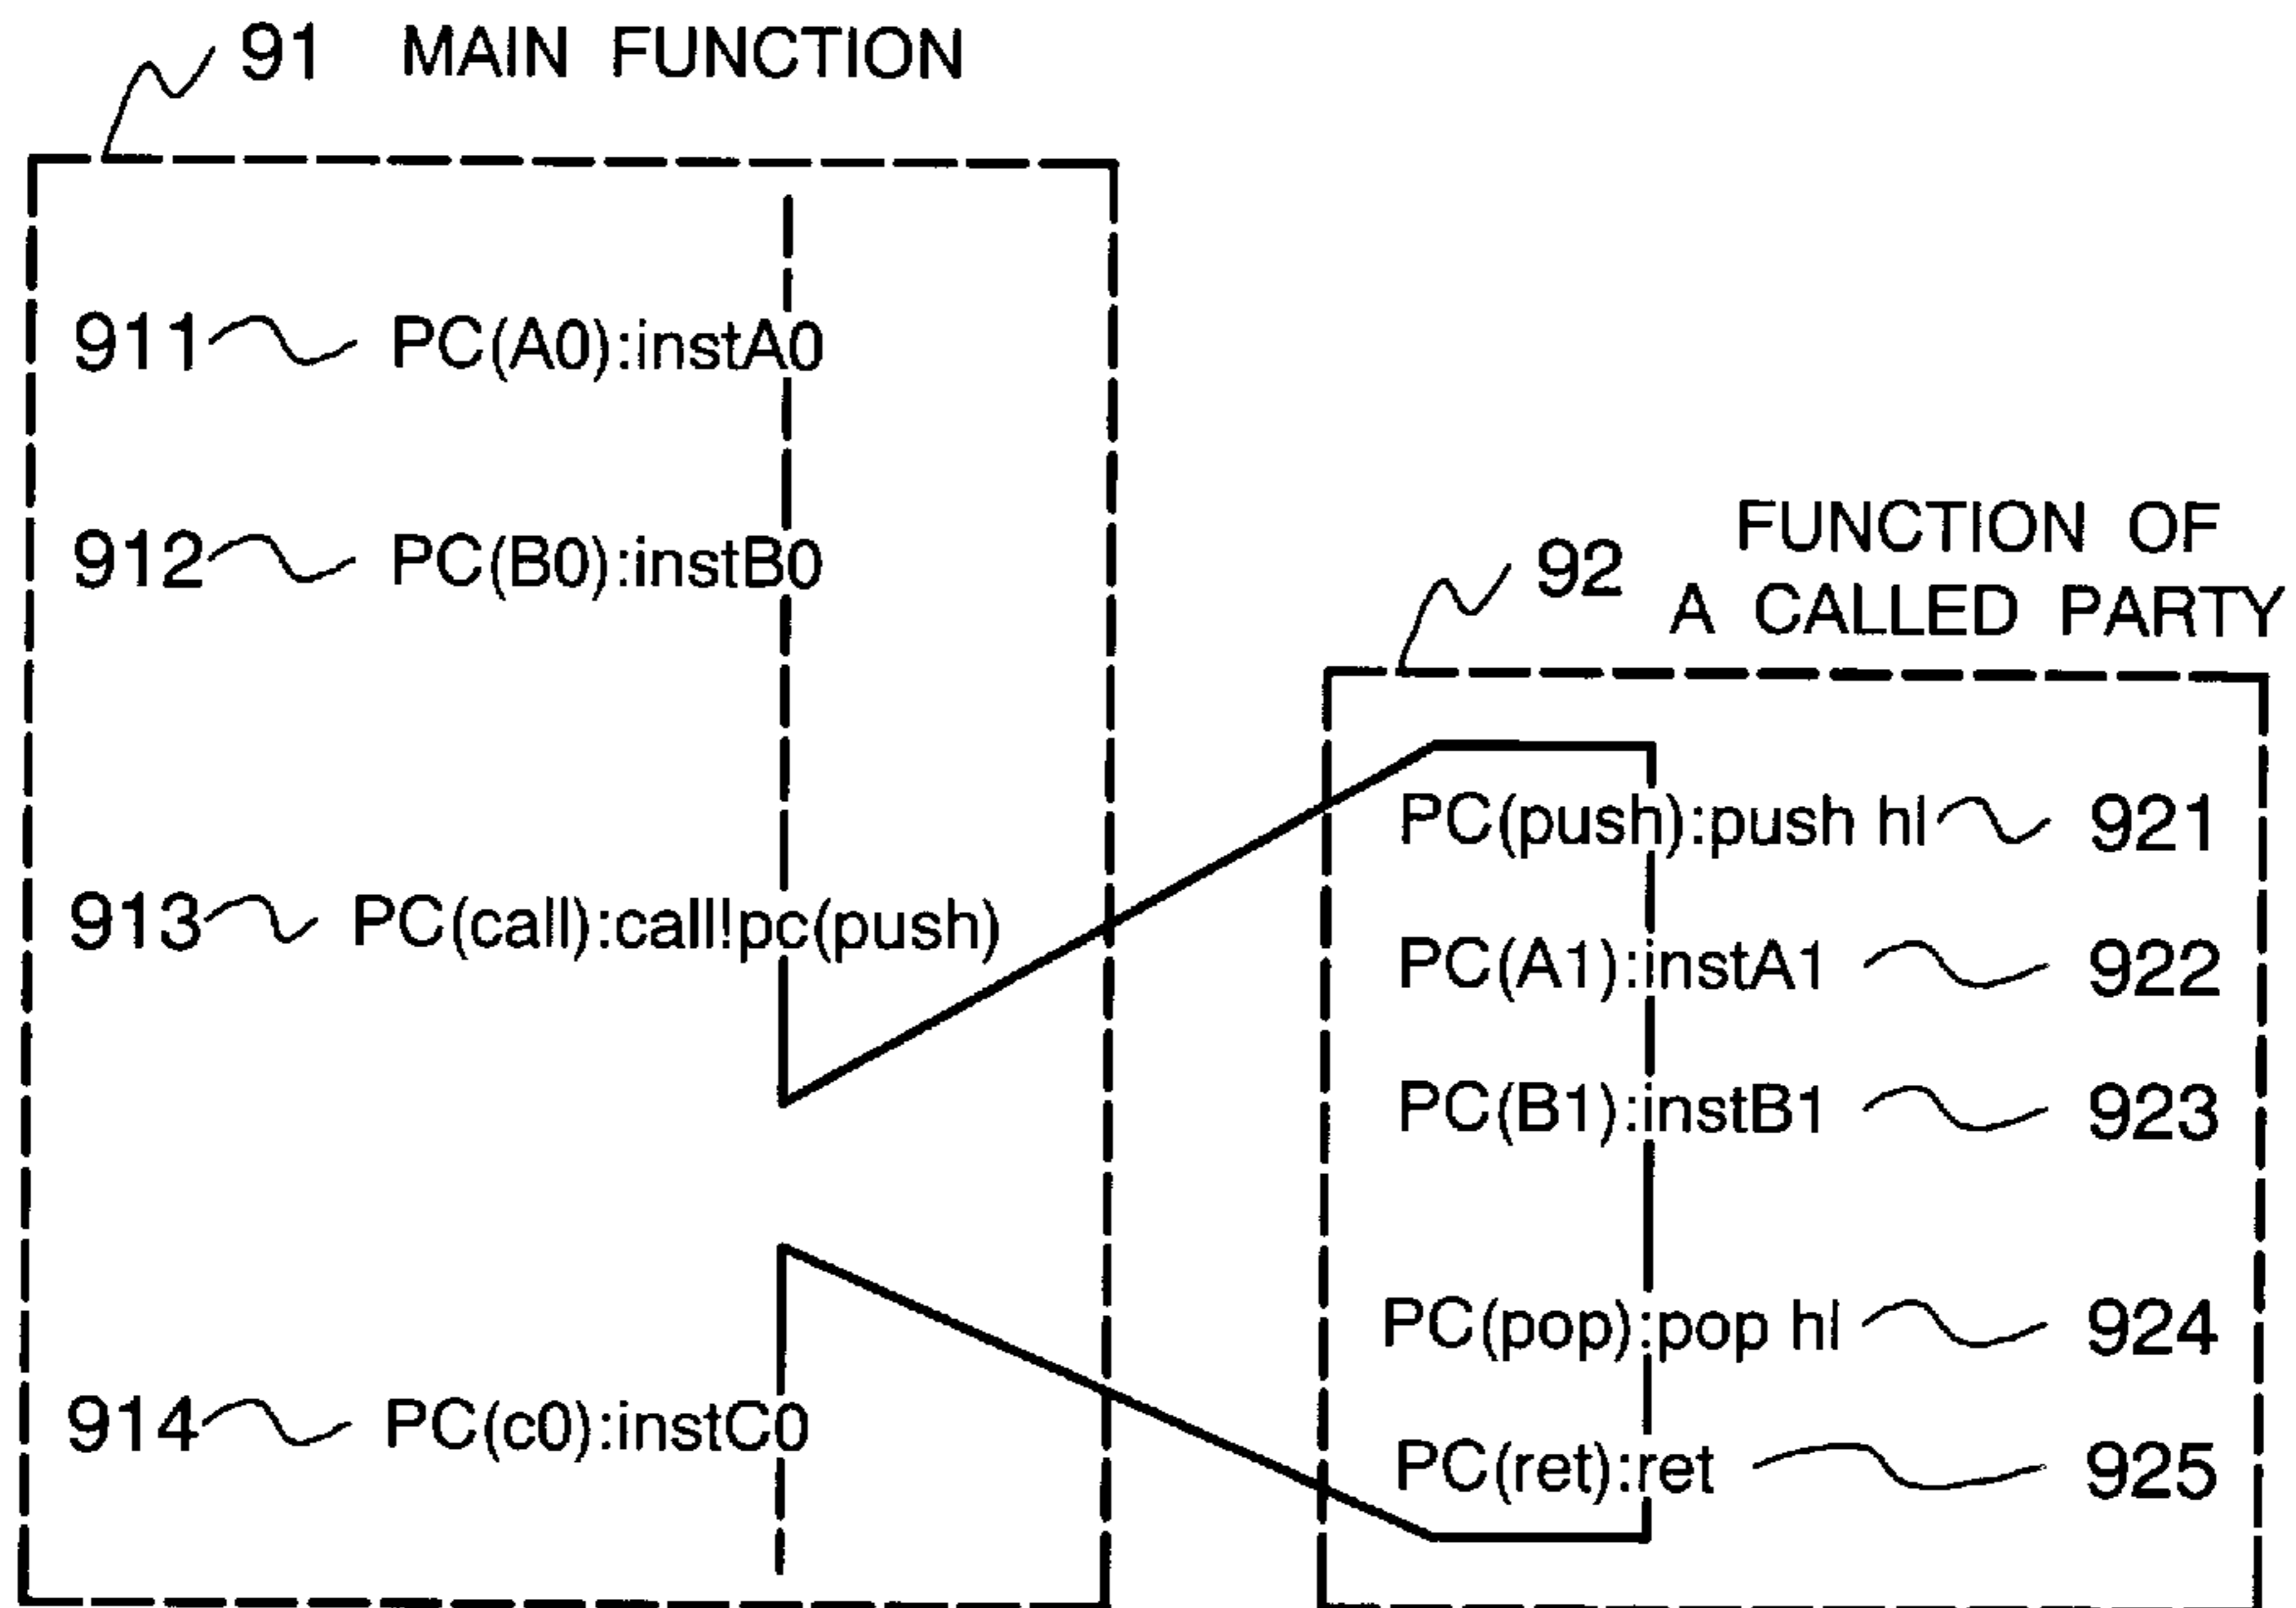 91 MAIN FUNCTION
911 PC(A0):instA0
912 PC(B0):instB0
913 PC(call):call!pc(push)
914 PC(c0):instC0
92 FUNCTION OF
A CALLED PARTY
PC(push):push hl 921
PC(A1):instA1 922
PC(B1):instB1 923
PC(pop):pop hl 924
PC(ret):ret 925